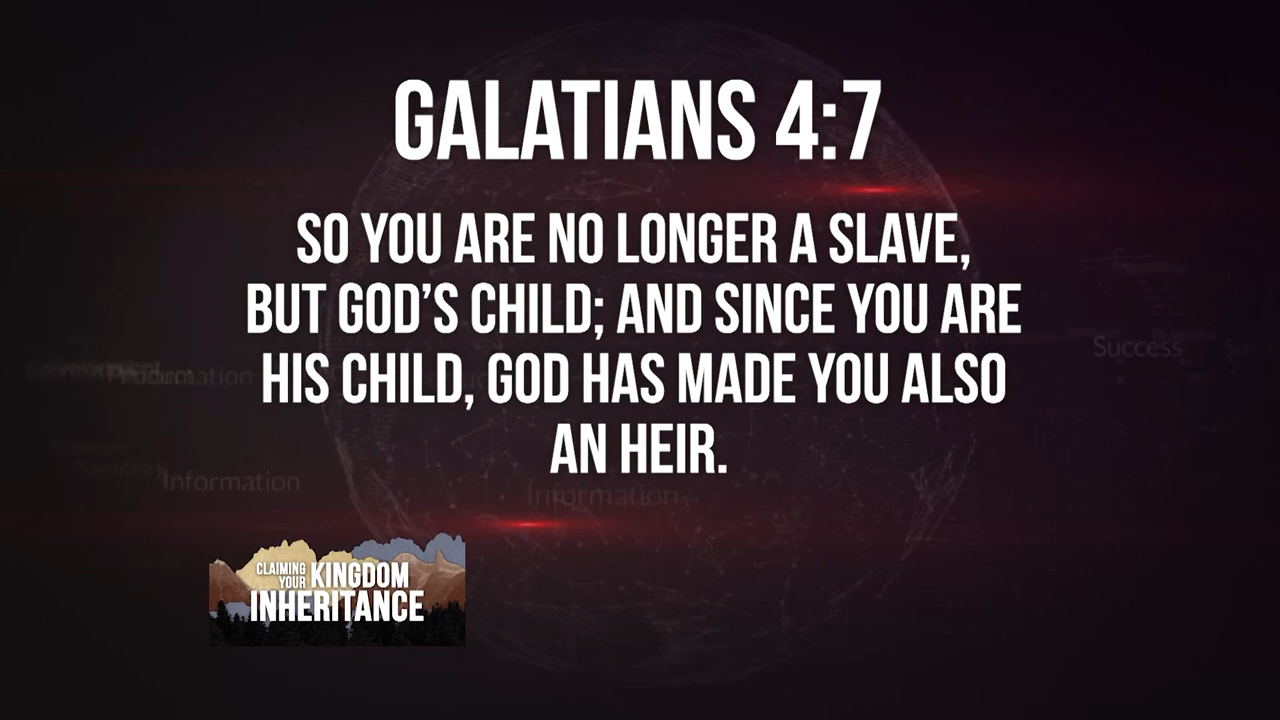 GALATIANS 4:7
SO YOU ARE NO LONGER A SLAVE,
BUT GOD’S CHILD; AND SINCE YOU ARE
HIS CHILD, GOD HAS MADE YOU ALSO
AN HEIR.
Success
Information
Information
CLAIMING
YOUR KINGDOM
INHERITANCE